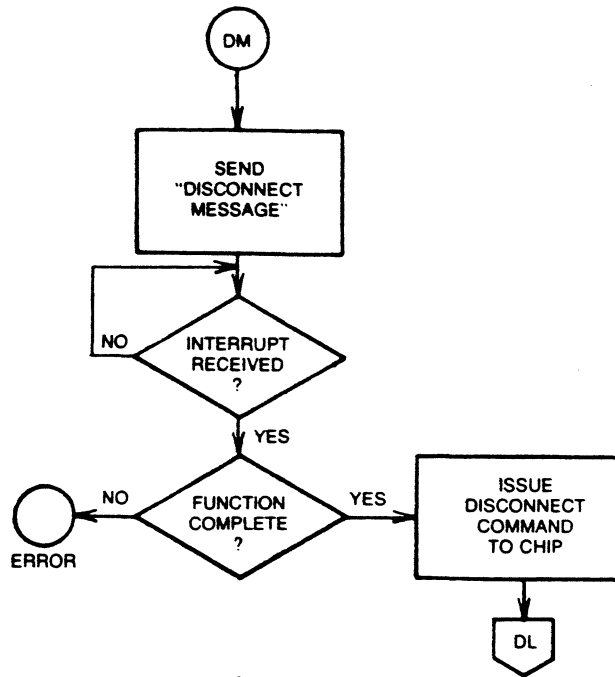 DM
SEND
"DISCONNECT
MESSAGE"
NO
INTERRUPT
RECEIVED
?
YES
NO
FUNCTION
COMPLETE
?
YES
ISSUE
DISCONNECT
COMMAND
TO CHIP
ERROR
DL